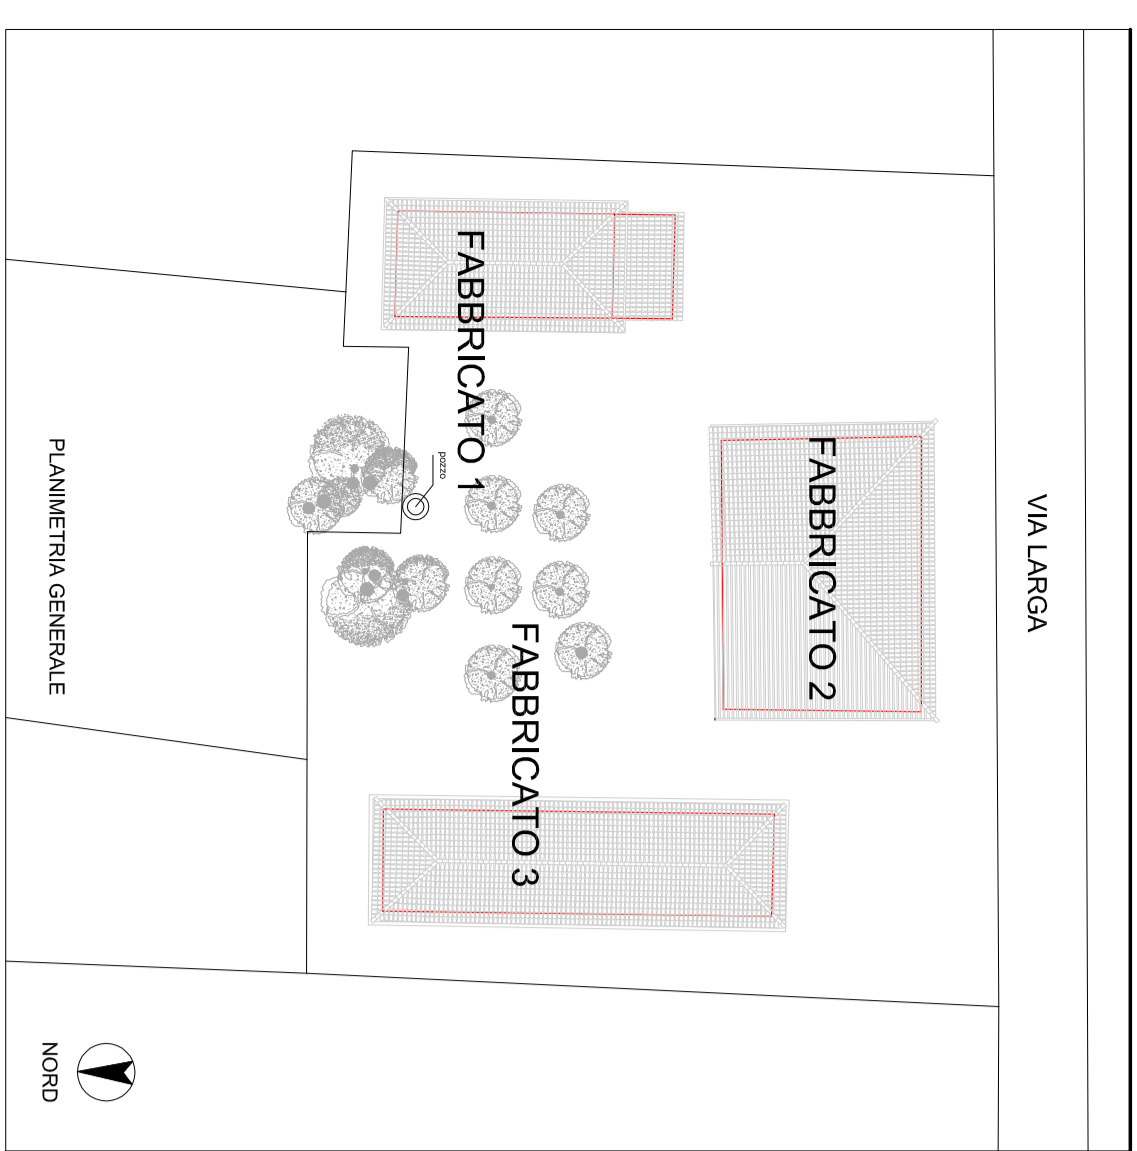 VIA LARGA
FABBRICATO 2
FABBRICATO 1
FABBRICATO 3
pozzo
PLANIMETRIA GENERALE
NORD